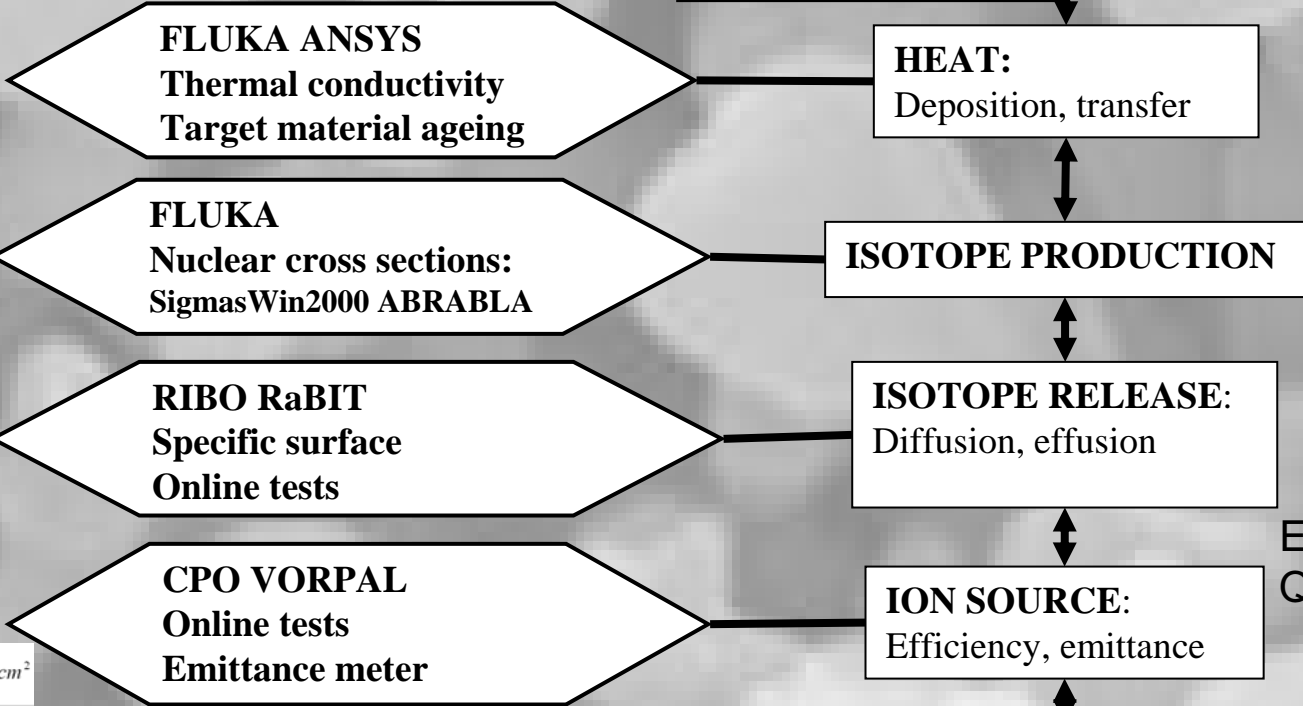 FLUKA ANSYS
Thermal conductivity
Target material ageing
HEAT:
Deposition, transfer
FLUKA
Nuclear cross sections:
SigmasWin2000 ABRABLA
ISOTOPE PRODUCTION
RIBO RaBIT
Specific surface
Online tests
ISOTOPE RELEASE:
Diffusion, effusion
CPO VORPAL
Online tests
Emittance meter
ION SOURCE:
Efficiency, emittance
E
Q
cm²